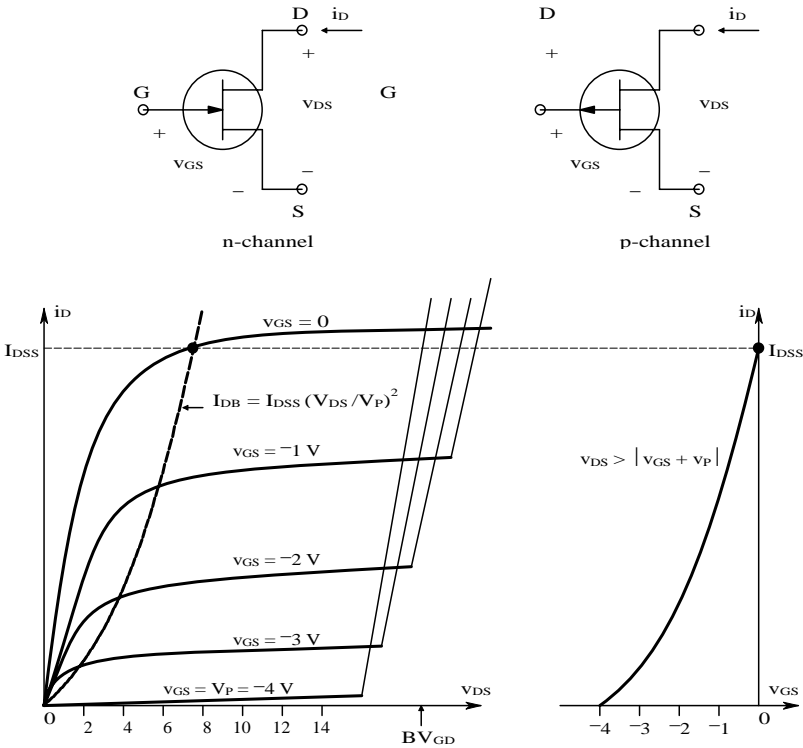 D iD D iD
+ +
G vDS G vDS
+ +
vGS vGS
− − − −
S S
n-channel p-channel
iD iD
vGS = 0
IDSS IDSS
IDB = IDSS (VDS /VP)2
vGS = −1 V
vDS > |vGS + vP|
vGS = −2 V
vGS = −3 V
vGS = VP = −4 V
vDS vGS
0 2 4 6 8 10 12 14 −4 −3 −2 −1 0
BVGD